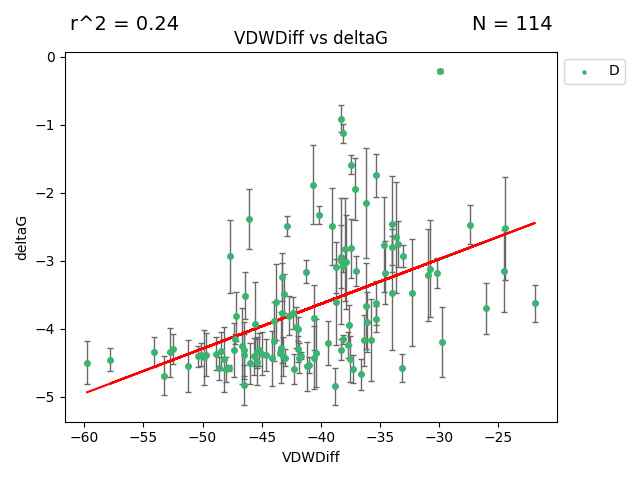 r^2 = 0.24 N = 114
VDWDiff vs deltaG
D
0
−1
−2
−3
−4
−5
deltaG
−60 −55 −50 −45 −40 −35 −30 −25
VDWDiff